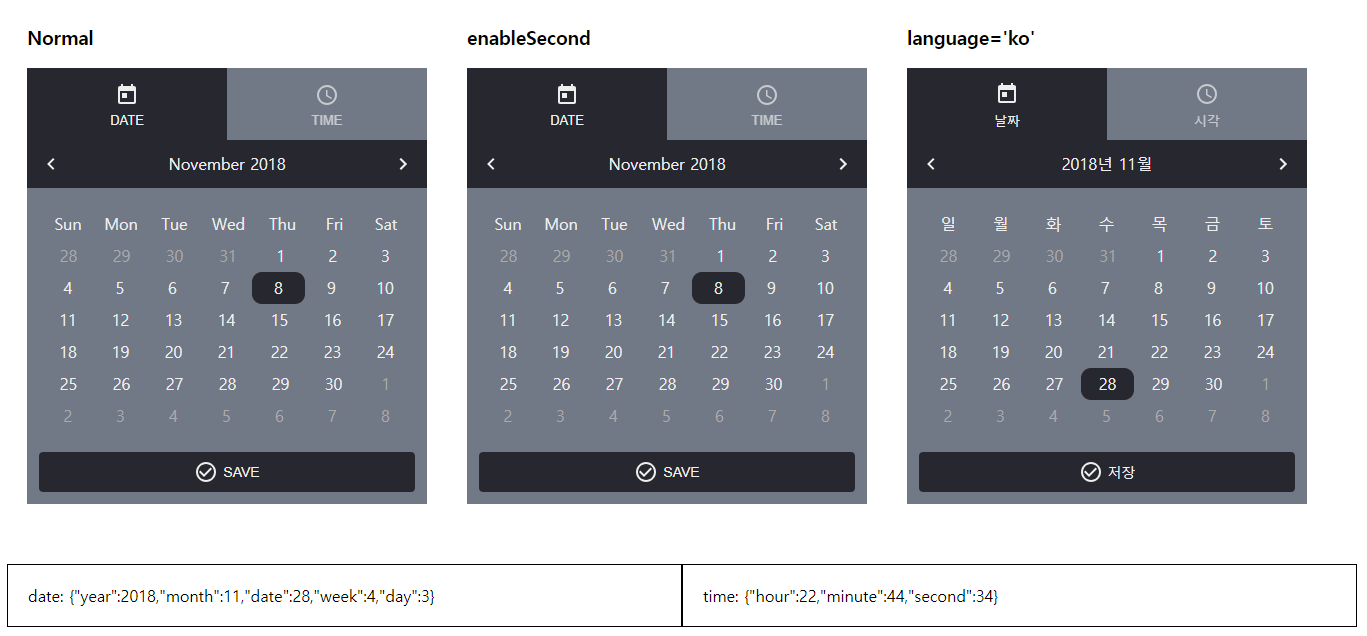 Normal
DATE
TIME
November 2018
Sun Mon Tue Wed Thu Fri Sat
28 29 30 31 1 2 3
4 5 6 7 8 9 10
11 12 13 14 15 16 17
18 19 20 21 22 23 24
25 26 27 28 29 30 1
2 3 4 5 6 7 8
SAVE
enableSecond
DATE
TIME
November 2018
Sun Mon Tue Wed Thu Fri Sat
28 29 30 31 1 2 3
4 5 6 7 8 9 10
11 12 13 14 15 16 17
18 19 20 21 22 23 24
25 26 27 28 29 30 1
2 3 4 5 6 7 8
SAVE
language='ko'
날짜
시각
2018년 11월
일 월 화 수 목 금 토
28 29 30 31 1 2 3
4 5 6 7 8 9 10
11 12 13 14 15 16 17
18 19 20 21 22 23 24
25 26 27 28 29 30 1
2 3 4 5 6 7 8
저장
date: {"year":2018,"month":11,"date":28,"week":4,"day":3}
time: {"hour":22,"minute":44,"second":34}